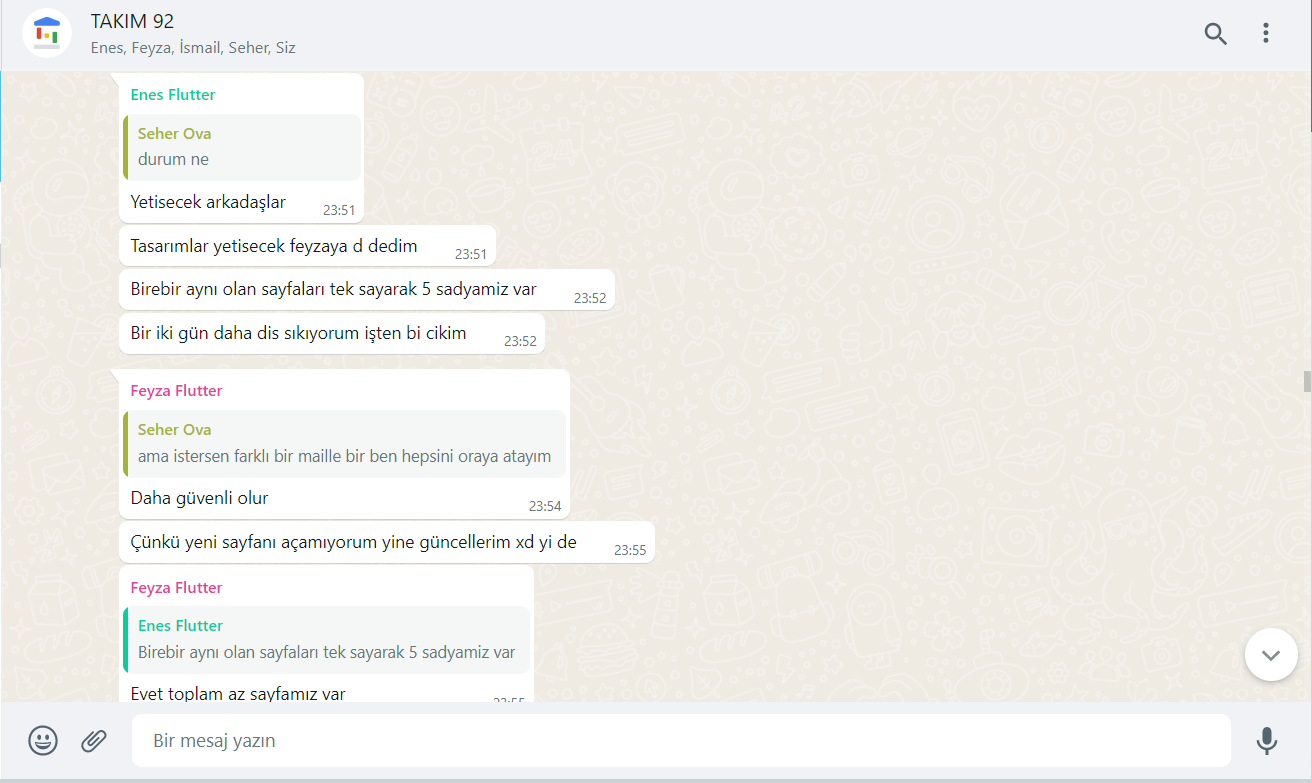 TAKIM 92
Enes, Feyza, İsmail, Seher, Siz
Enes Flutter
Seher Ova
durum ne
Yetisecek arkadaşlar
23:51
Tasarımlar yetisecek feyzaya d dedim
23:51
Birebir aynı olan sayfaları tek sayarak 5 sadyamiz var
23:52
Bir iki gün daha dis sıkıyorum işten bi cikim
23:52
Feyza Flutter
Seher Ova
ama istersen farklı bir maille bir ben hepsini oraya atayım
Daha güvenli olur
23:54
Çünkü yeni sayfanı açamıyorum yine güncellerim xd yi de
23:55
Feyza Flutter
Enes Flutter
Birebir aynı olan sayfaları tek sayarak 5 sadyamiz var
Evet toplam az sayfamız var
23:55
Bir mesaj yazın